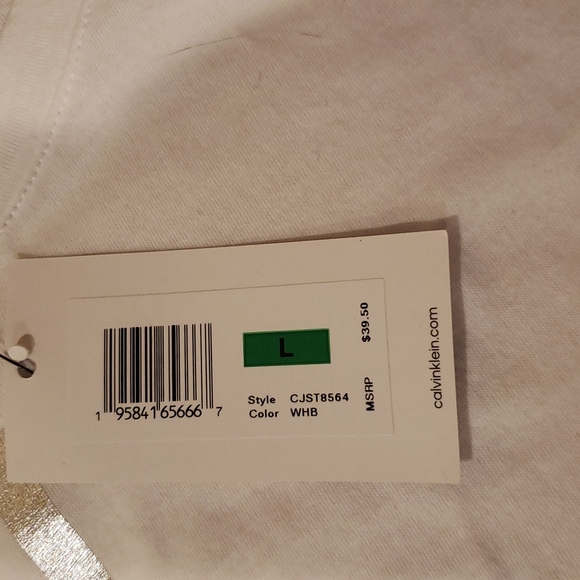 L
Style CJST8564
Color WHB
1 95841 65666 7
MSRP $39.50
calvinklein.com